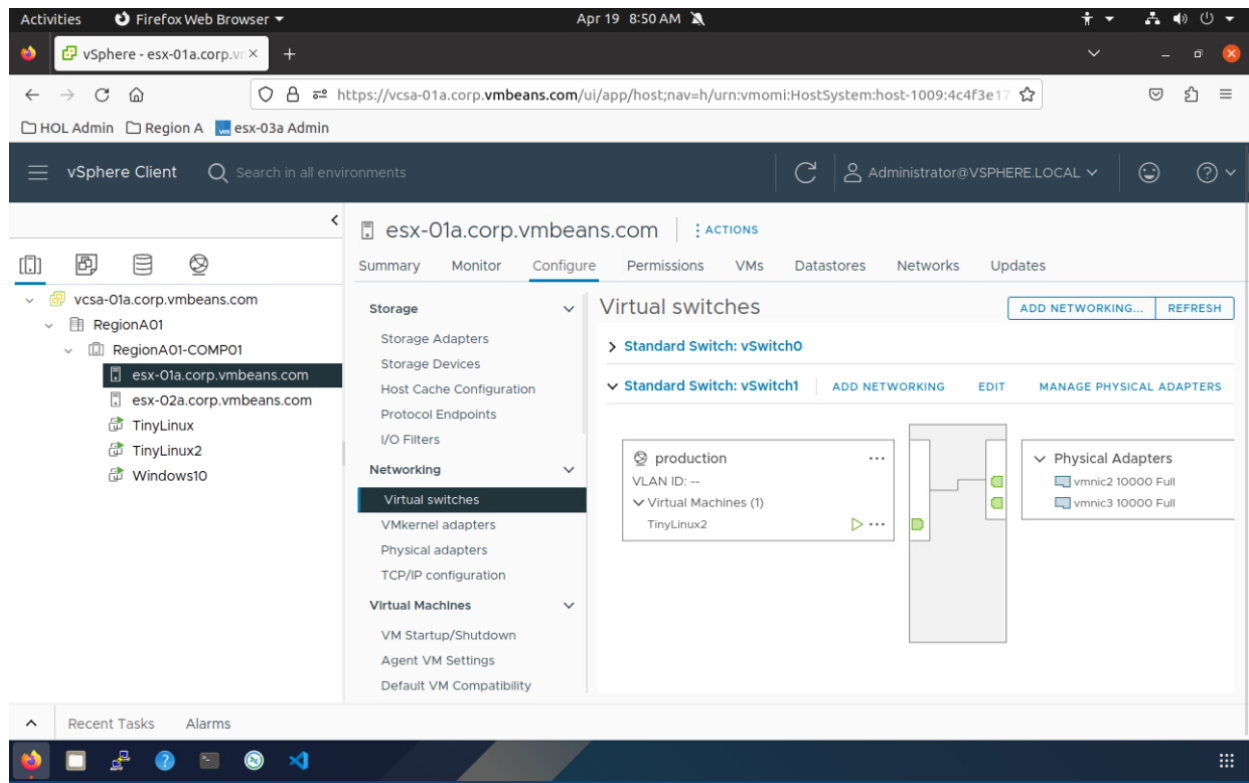 Activities Firefox Web Browser Apr 19 8:50 AM
vSphere - esx-01a.corp.vr
https://vcsa-01a.corp.vmbeans.com/ui/app/host;nav=h/urn:vmomi:HostSystem:host-1009:4c4f3e17
HOL Admin Region A vm esx-03a Admin
vSphere Client Search in all environments Administrator@VSPHERE.LOCAL
esx-01a.corp.vmbeans.com ACTIONS
Summary Monitor Configure Permissions VMs Datastores Networks Updates
vcsa-01a.corp.vmbeans.com
RegionA01
RegionA01-COMP01
esx-01a.corp.vmbeans.com
esx-02a.corp.vmbeans.com
TinyLinux
TinyLinux2
Windows10
Storage
Storage Adapters
Storage Devices
Host Cache Configuration
Protocol Endpoints
I/O Filters
Networking
Virtual switches
VMkernel adapters
Physical adapters
TCP/IP configuration
Virtual Machines
VM Startup/Shutdown
Agent VM Settings
Default VM Compatibility
Virtual switches ADD NETWORKING... REFRESH
Standard Switch: vSwitch0
Standard Switch: vSwitch1 ADD NETWORKING EDIT MANAGE PHYSICAL ADAPTERS
production ...
VLAN ID: --
Virtual Machines (1)
TinyLinux2 ...
Physical Adapters
vmnic2 10000 Full
vmnic3 10000 Full
Recent Tasks Alarms